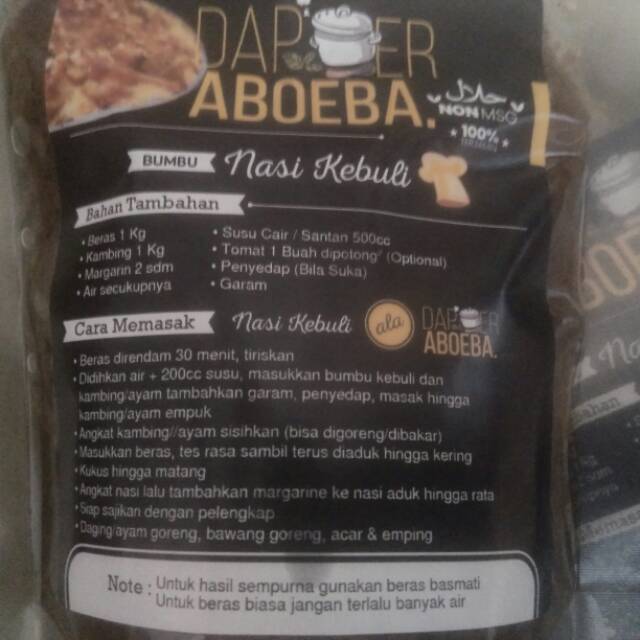 DAPOER
ABOEBA.
حلال
NON MSG
100%
BUMBU Nasi Kebuli
Bahan Tambahan
• Beras 1 Kg
• Kambing 1 Kg
• Margarin 2 sdm
• Air secukupnya
• Susu Cair / Santan 500cc
• Tomat 1 Buah dipotong² (Optional)
• Penyedap (Bila Suka)
• Garam
Cara Memasak Nasi Kebuli ala DAPOER
ABOEBA.
• Beras direndam 30 menit, tiriskan
• Didihkan air + 200cc susu, masukkan bumbu kebuli dan
kambing/ayam tambahkan garam, penyedap, masak hingga
kambing/ayam empuk
• Angkat kambing//ayam sisihkan (bisa digoreng/dibakar)
• Masukkan beras, tes rasa sambil terus diaduk hingga kering
• Kukus hingga matang
• Angkat nasi lalu tambahkan margarine ke nasi aduk hingga rata
• Siap sajikan dengan pelengkap
• Daging/ayam goreng, bawang goreng, acar & emping
Note : Untuk hasil sempurna gunakan beras basmati
Untuk beras biasa jangan terlalu banyak air